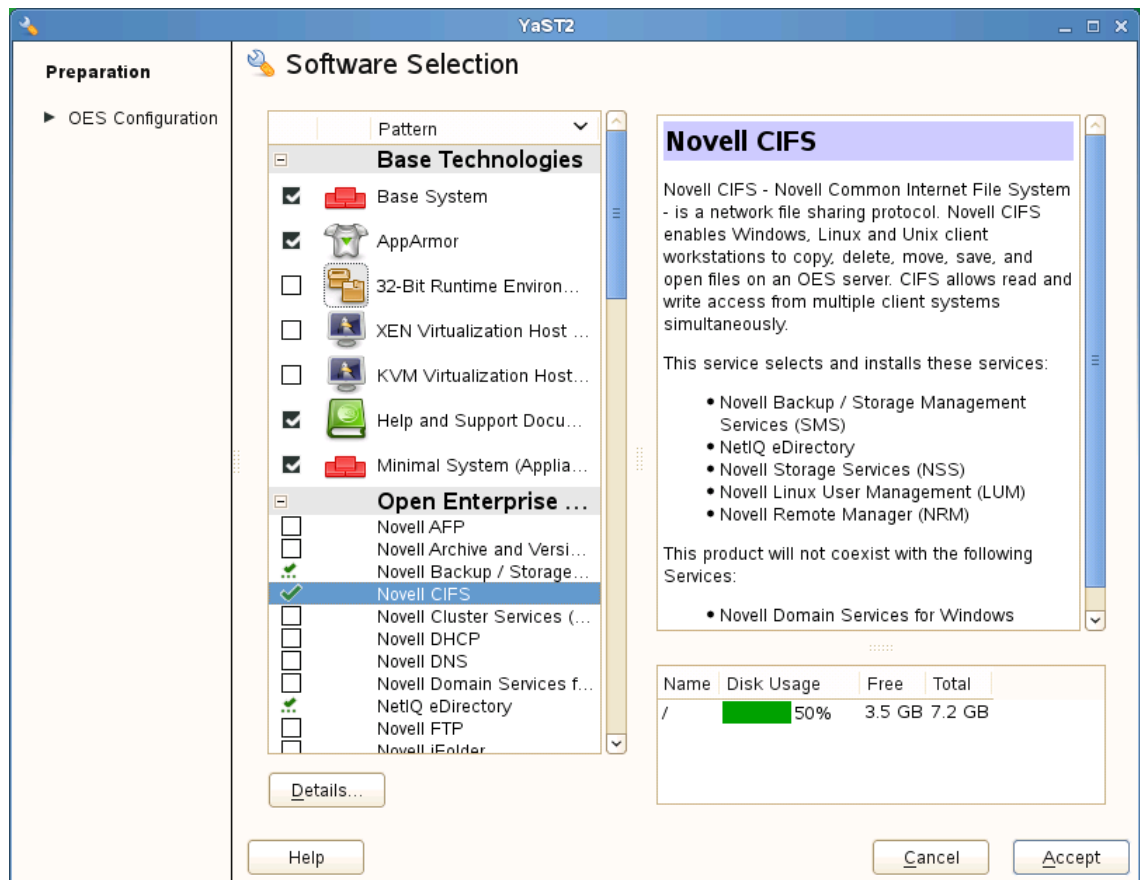 YaST2
Preparation
OES Configuration
Software Selection
Pattern
Base Technologies
Base System
AppArmor
32-Bit Runtime Environ...
XEN Virtualization Host ...
KVM Virtualization Host...
Help and Support Docu...
Minimal System (Applia...
Open Enterprise ...
Novell AFP
Novell Archive and Versi...
Novell Backup / Storage...
Novell CIFS
Novell Cluster Services (...
Novell DHCP
Novell DNS
Novell Domain Services f...
NetIQ eDirectory
Novell FTP
Novell iFolder
Details...
Novell CIFS
Novell CIFS - Novell Common Internet File System
- is a network file sharing protocol. Novell CIFS
enables Windows, Linux and Unix client
workstations to copy, delete, move, save, and
open files on an OES server. CIFS allows read and
write access from multiple client systems
simultaneously.
This service selects and installs these services:
• Novell Backup / Storage Management
Services (SMS)
• NetIQ eDirectory
• Novell Storage Services (NSS)
• Novell Linux User Management (LUM)
• Novell Remote Manager (NRM)
This product will not coexist with the following
Services:
• Novell Domain Services for Windows
Name Disk Usage Free Total
/ 50% 3.5 GB 7.2 GB
Help
Cancel
Accept